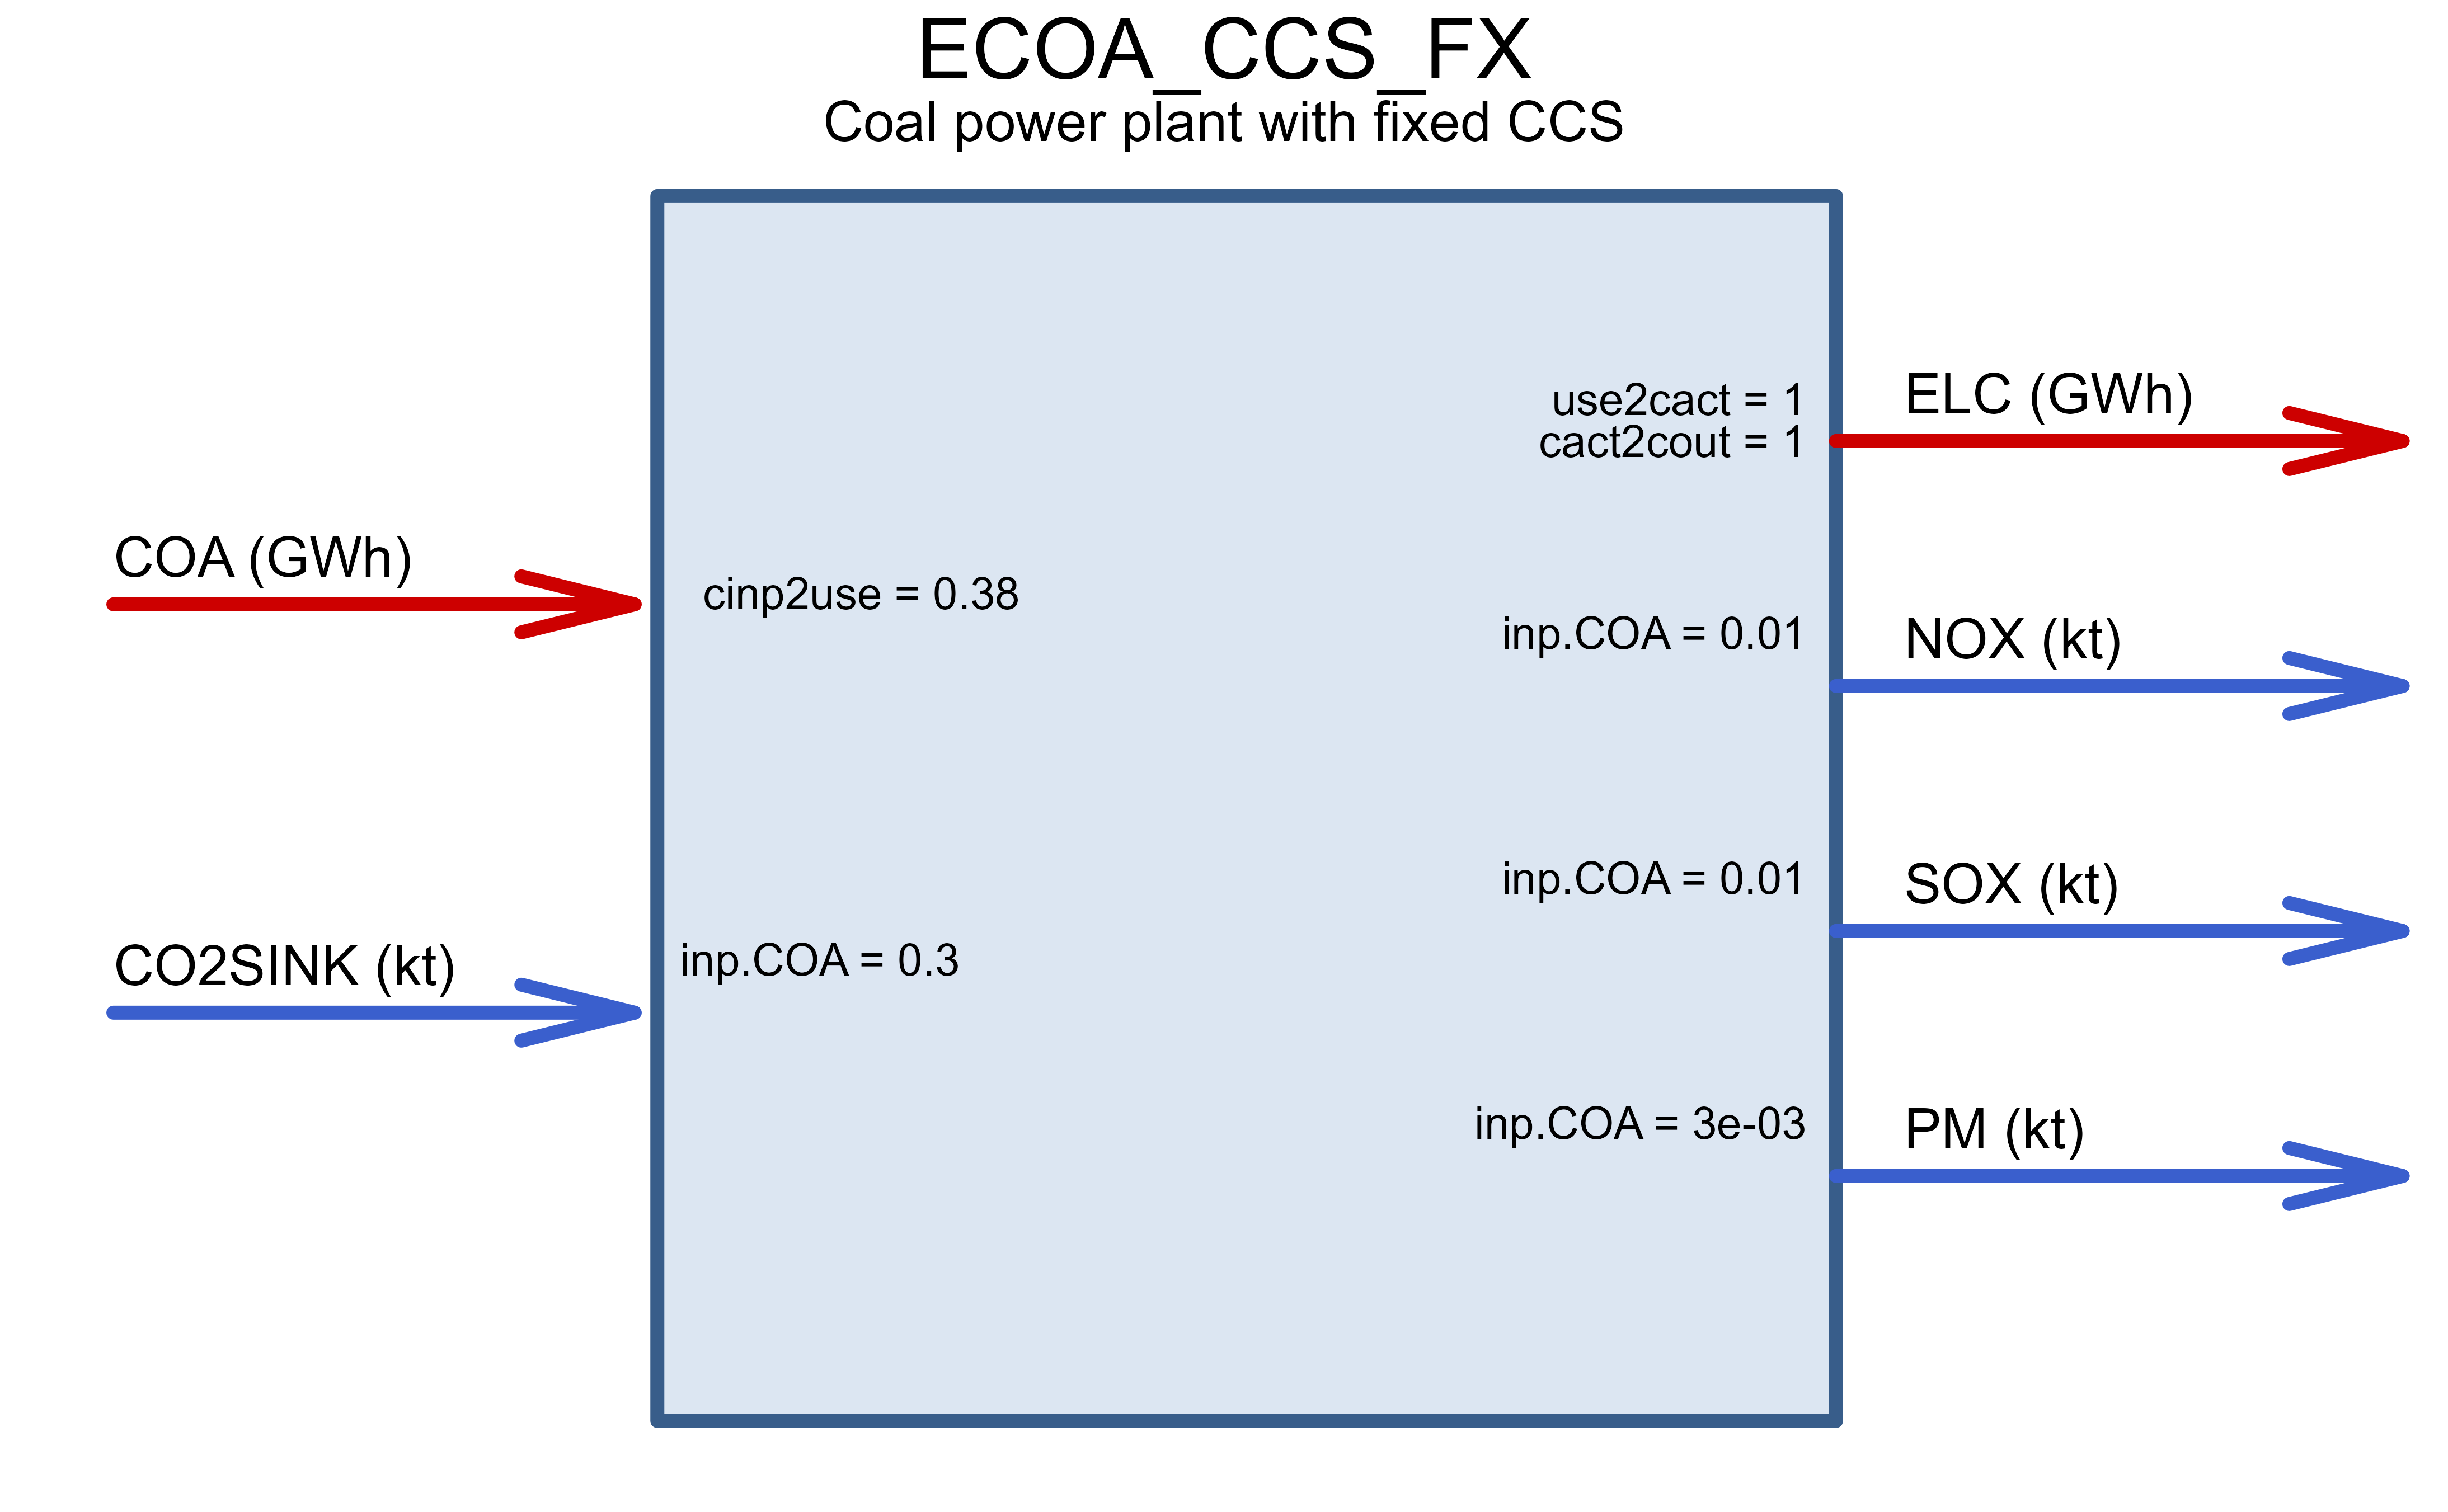 ECOA_CCS_FX
Coal power plant with fixed CCS
COA (GWh)
cinp2use = 0.38
CO2SINK (kt)
inp.COA = 0.3
use2cact = 1
cact2cout = 1
ELC (GWh)
inp.COA = 0.01
NOX (kt)
inp.COA = 0.01
SOX (kt)
inp.COA = 3e-03
PM (kt)